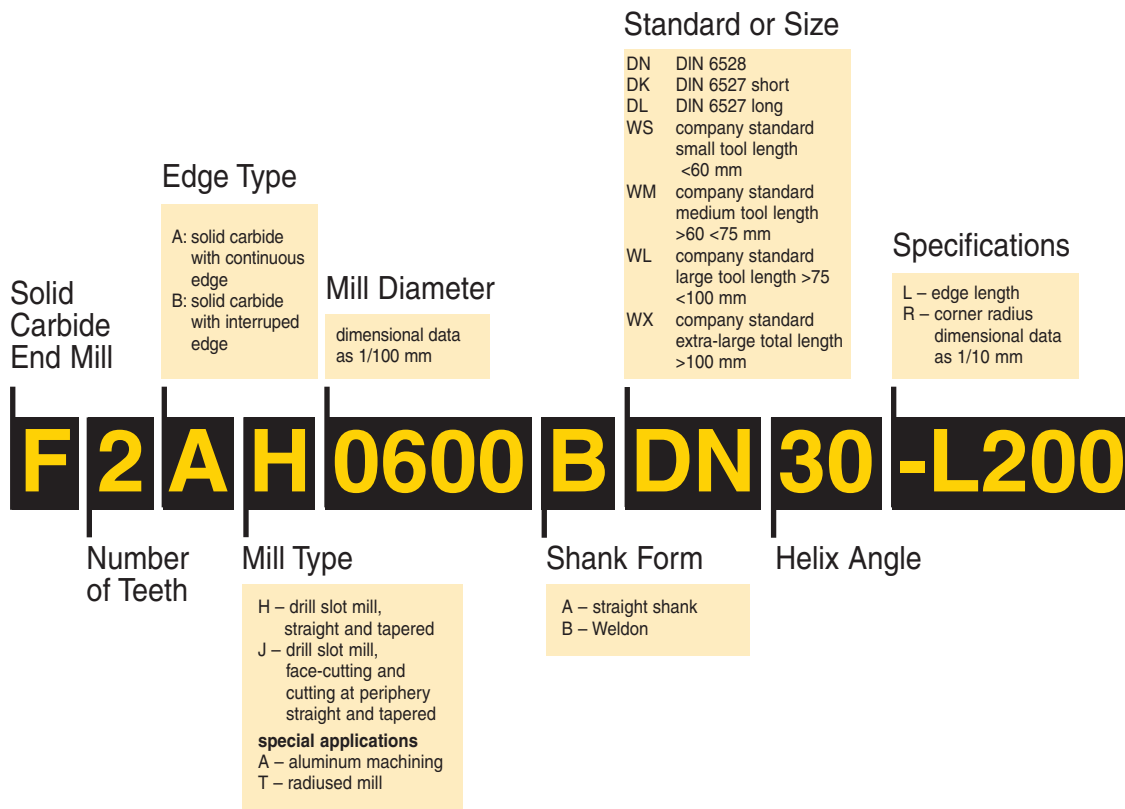 Standard or Size
DN DIN 6528
DK DIN 6527 short
DL DIN 6527 long
WS company standard
small tool length
<60 mm
WM company standard
medium tool length
>60 <75 mm
WL company standard
large tool length >75
<100 mm
WX company standard
extra-large total length
>100 mm
Edge Type
A: solid carbide
with continuous
edge
B: solid carbide
with interruped
edge
Mill Diameter
dimensional data
as 1/100 mm
Specifications
L – edge length
R – corner radius
dimensional data
as 1/10 mm
Solid
Carbide
End Mill
F 2 A H 0600 B DN 30 -L200
Number
of Teeth
Mill Type
H – drill slot mill,
straight and tapered
J – drill slot mill,
face-cutting and
cutting at periphery
straight and tapered
special applications
A – aluminum machining
T – radiused mill
Shank Form
A – straight shank
B – Weldon
Helix Angle